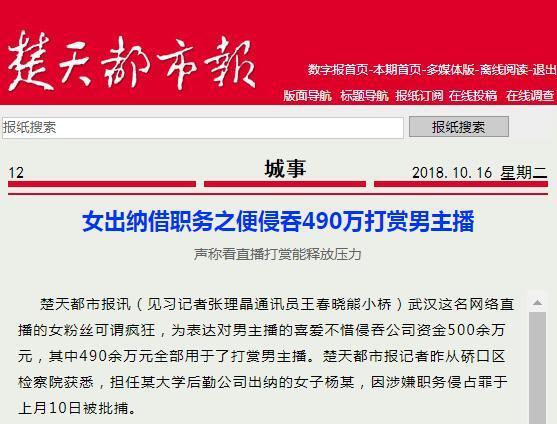 楚天都市報
数字报首页-本期首页-多媒体版-离线阅读-退出
版面导航 标题导航 报纸订阅 在线投稿 在线调查
报纸搜索 报纸搜索
12 城事 2018.10.16 星期二
女出纳借职务之便侵吞490万打赏男主播
声称看直播打赏能释放压力
楚天都市报讯（见习记者张理晶通讯员王春晓熊小桥）武汉这名网络直
播的女粉丝可谓疯狂，为表达对男主播的喜爱不惜侵吞公司资金500余万
元，其中490余万元全部用于了打赏男主播。楚天都市报记者昨从硚口区
检察院获悉，担任某大学后勤公司出纳的女子杨某，因涉嫌职务侵占罪于
上月10日被批捕。